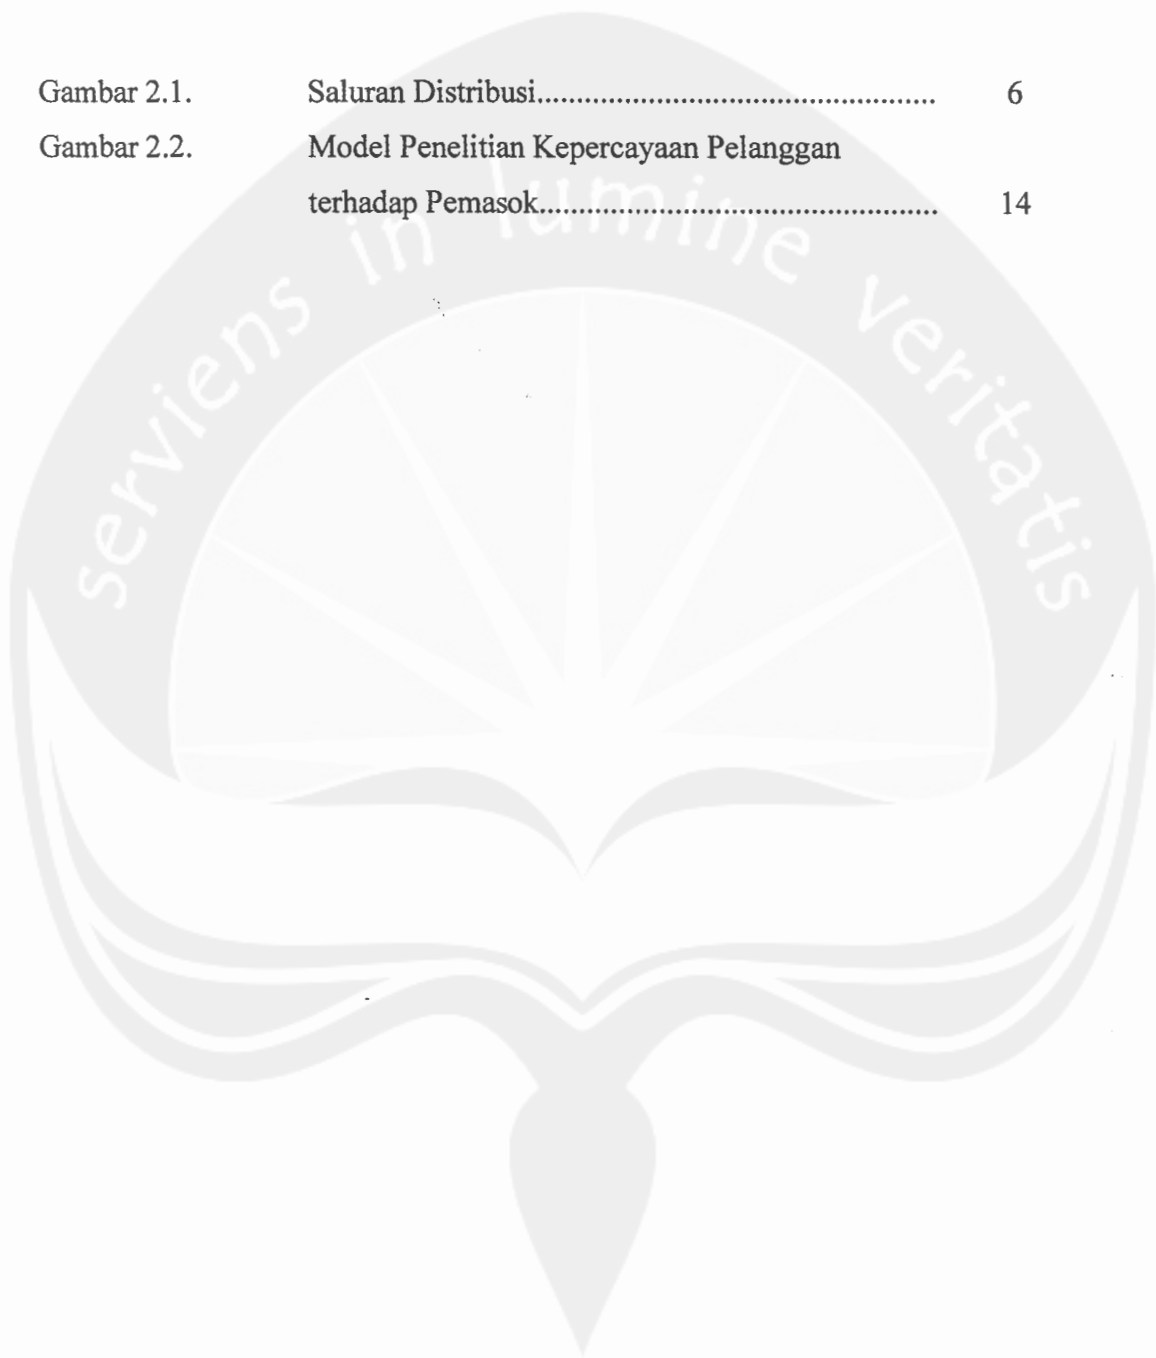 Gambar 2.1. Saluran Distribusi.................................................. 6
Gambar 2.2. Model Penelitian Kepercayaan Pelanggan
terhadap Pemasok.................................................. 14
serviens in lumine veritatis